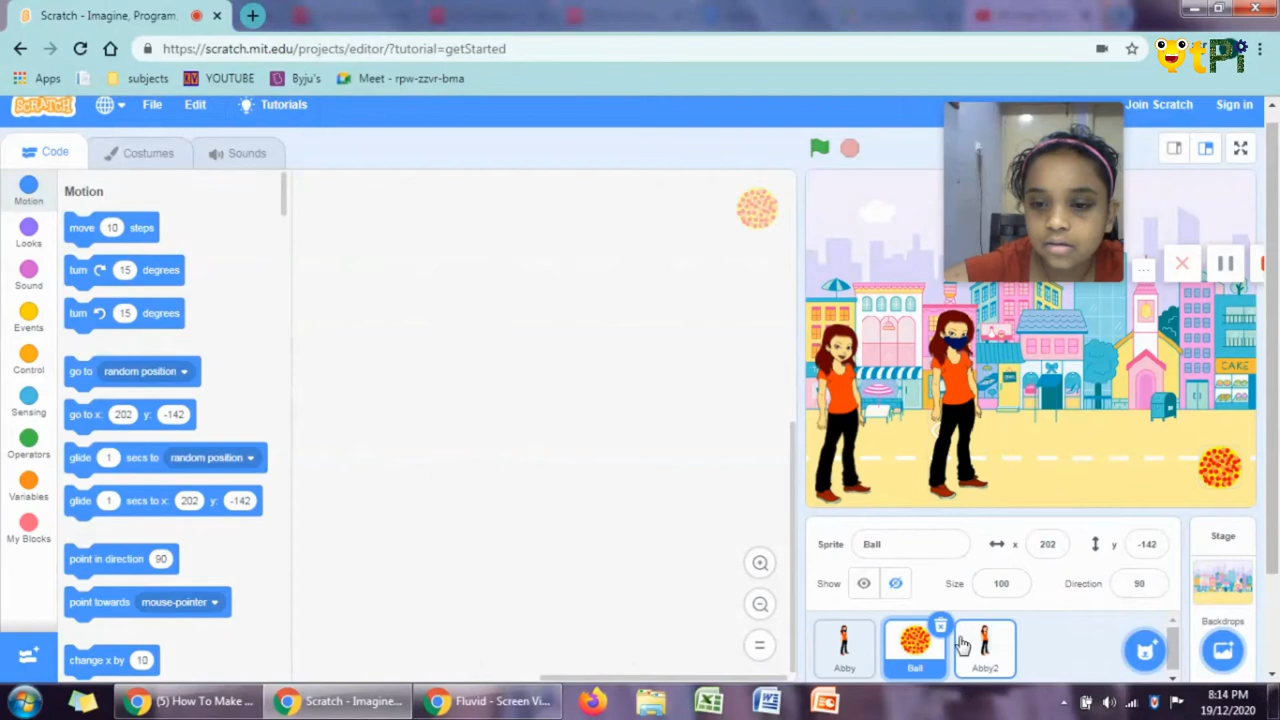 Scratch - Imagine, Program,
https://scratch.mit.edu/projects/editor/?tutorial=getStarted
Apps
subjects
YOUTUBE
Byju's
Meet - rpw-zzvr-bma
SCRATCH
File
Edit
Tutorials
Join Scratch
Sign in
Code
Costumes
Sounds
Motion
Looks
Sound
Events
Control
Sensing
Operators
Variables
My Blocks
Motion
move 10 steps
turn 15 degrees
turn 15 degrees
go to random position
go to x: 202 y: -142
glide 1 secs to random position
glide 1 secs to x: 202 y: -142
point in direction 90
point towards mouse-pointer
change x by 10
CAKE
Sprite Ball x 202 y -142
Show Size 100 Direction 90
Abby
Ball
Abby2
Stage
Backdrops
(5) How To Make ...
Scratch - Imagine...
Fluvid - Screen Vi...
8:14 PM
19/12/2020